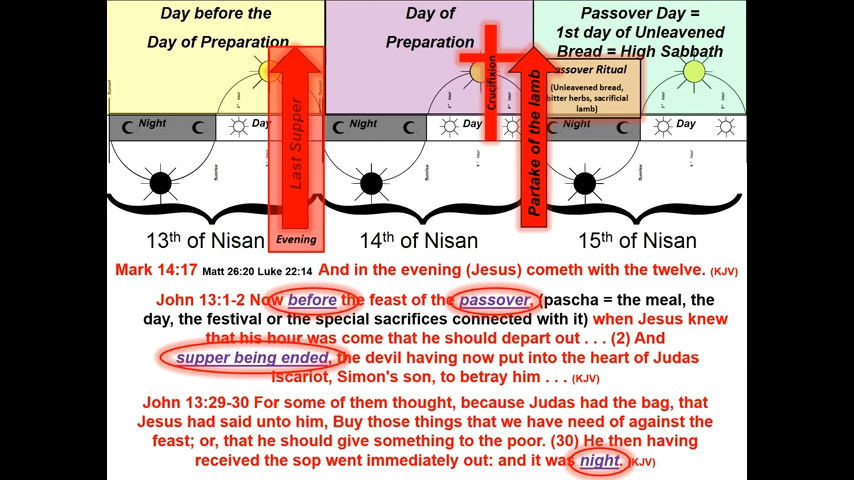 Day before the
Day of Preparation
Day of
Preparation
Passover Day =
1st day of Unleavened
Bread = High Sabbath
Last Supper
Crucifixion
Partake of the lamb
assover Ritual
(Unleavened bread,
bitter herbs, sacrificial
lamb)
Night
Day
Night
Day
Night
Day
13th of Nisan
Evening
14th of Nisan
15th of Nisan
Mark 14:17 Matt 26:20 Luke 22:14 And in the evening (Jesus) cometh with the twelve. (KJV)
John 13:1-2 Now before the feast of the passover, (pascha = the meal, the
day, the festival or the special sacrifices connected with it) when Jesus knew
that his hour was come that he should depart out . . . (2) And
supper being ended, the devil having now put into the heart of Judas
Iscariot, Simon's son, to betray him . . . (KJV)
John 13:29-30 For some of them thought, because Judas had the bag, that
Jesus had said unto him, Buy those things that we have need of against the
feast; or, that he should give something to the poor. (30) He then having
received the sop went immediately out: and it was night. (KJV)